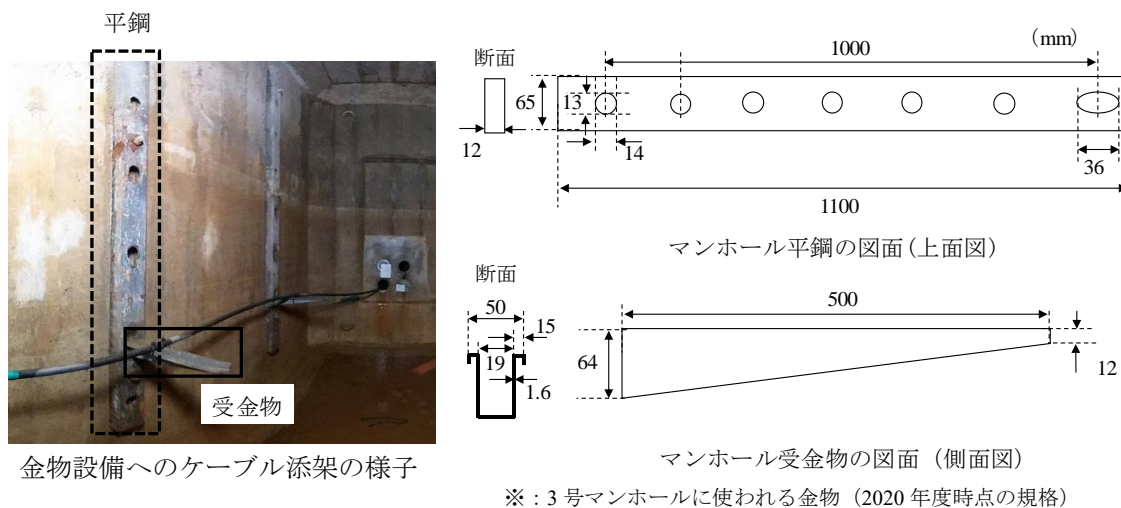 平鋼
受金物
金物設備へのケーブル添架の様子
断面
1000
(mm)
65
13
12
14
36
1100
マンホール平鋼の図面(上面図)
断面
50
15
19
1.6
500
64
12
マンホール受金物の図面（側面図）
※：3号マンホールに使われる金物（2020年度時点の規格）